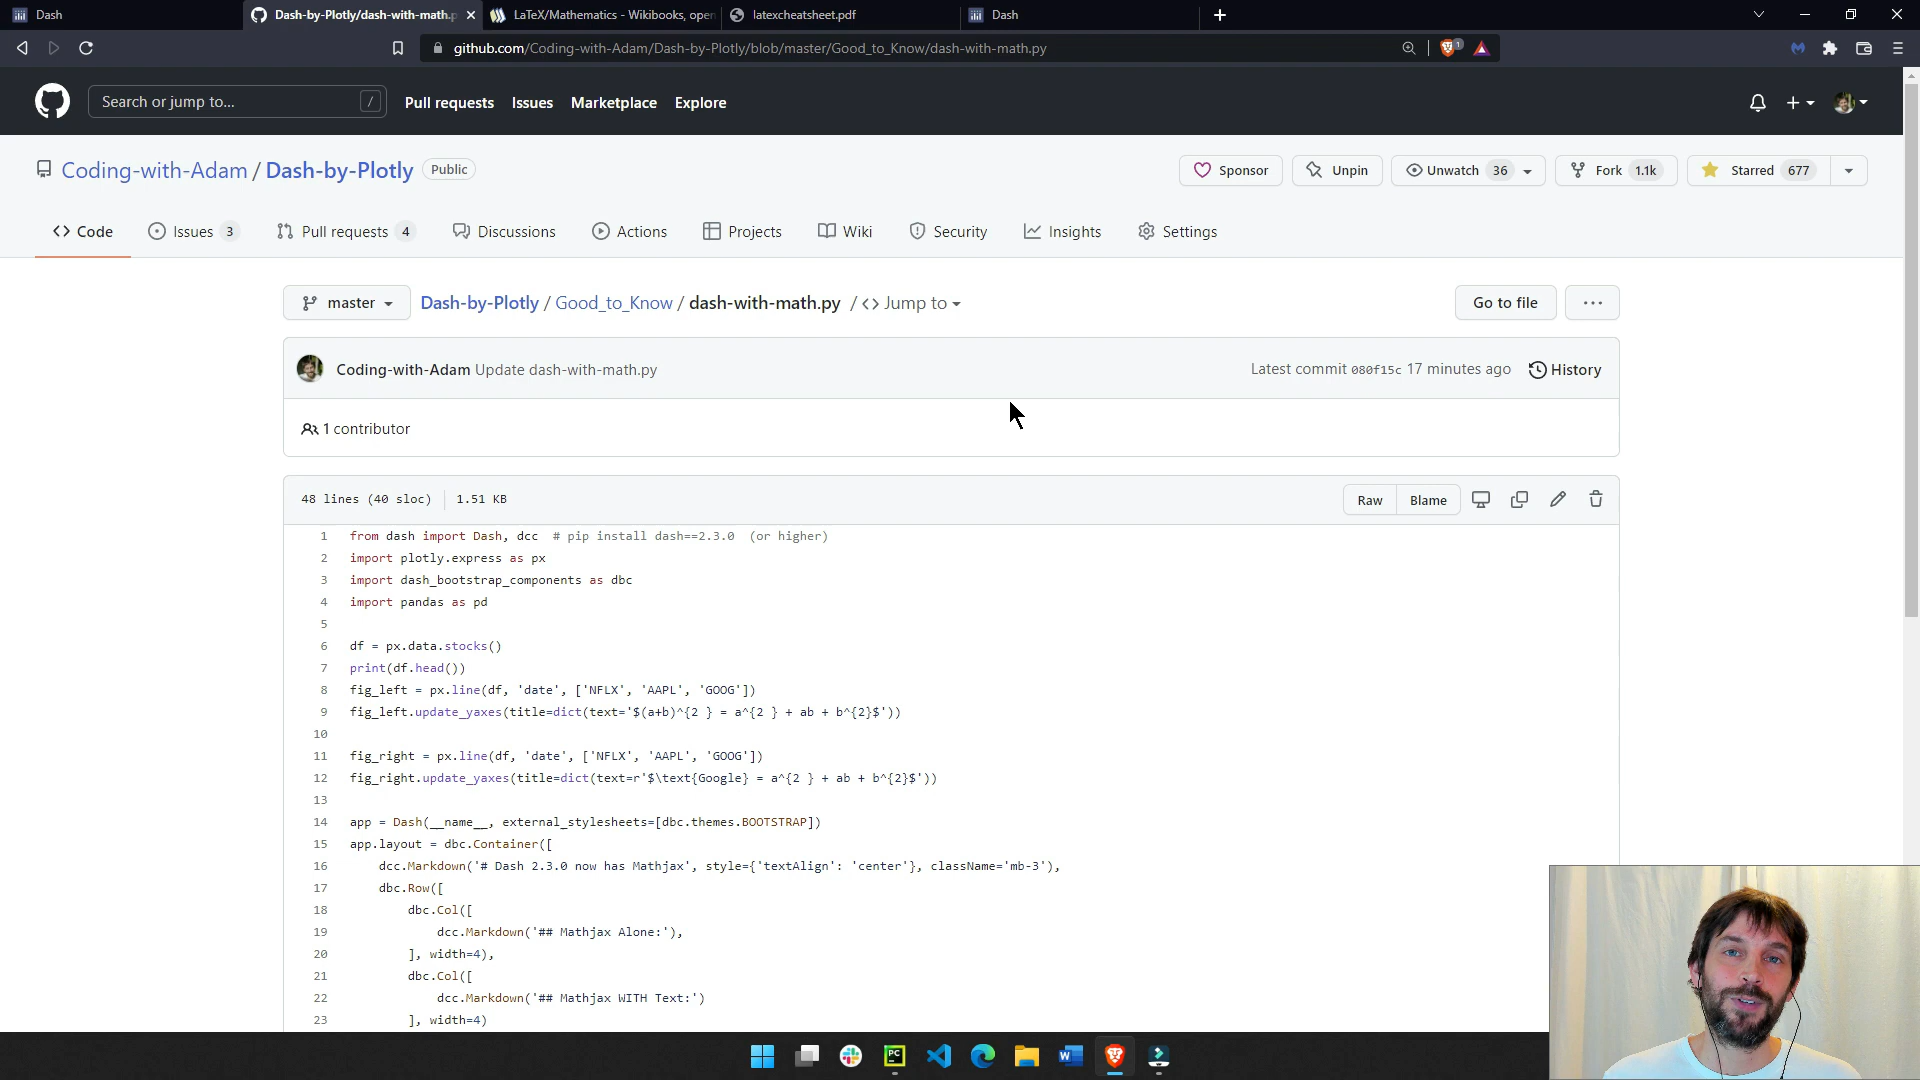 Dash
Dash-by-Plotly/dash-with-math.p
LaTeX/Mathematics - Wikibooks, open
latexcheatsheet.pdf
Dash
github.com/Coding-with-Adam/Dash-by-Plotly/blob/master/Good_to_Know/dash-with-math.py
1
Search or jump to...
/
Pull requests
Issues
Marketplace
Explore
Coding-with-Adam / Dash-by-Plotly
Public
Sponsor
Unpin
Unwatch 36
Fork 1.1k
Starred 677
Code
Issues 3
Pull requests 4
Discussions
Actions
Projects
Wiki
Security
Insights
Settings
master
Dash-by-Plotly / Good_to_Know / dash-with-math.py / <> Jump to
Go to file
...
Coding-with-Adam Update dash-with-math.py
Latest commit 080f15c 17 minutes ago
History
1 contributor
48 lines (40 sloc)
1.51 KB
Raw
Blame
1 from dash import Dash, dcc  # pip install dash==2.3.0  (or higher)
2 import plotly.express as px
3 import dash_bootstrap_components as dbc
4 import pandas as pd
5
6 df = px.data.stocks()
7 print(df.head())
8 fig_left = px.line(df, 'date', ['NFLX', 'AAPL', 'GOOG'])
9 fig_left.update_yaxes(title=dict(text='$(a+b)^{2 } = a^{2 } + ab + b^{2}$'))
10
11 fig_right = px.line(df, 'date', ['NFLX', 'AAPL', 'GOOG'])
12 fig_right.update_yaxes(title=dict(text=r'$\text{Google} = a^{2 } + ab + b^{2}$'))
13
14 app = Dash(__name__, external_stylesheets=[dbc.themes.BOOTSTRAP])
15 app.layout = dbc.Container([
16     dcc.Markdown('# Dash 2.3.0 now has Mathjax', style={'textAlign': 'center'}, className='mb-3'),
17     dbc.Row([
18         dbc.Col([
19             dcc.Markdown('## Mathjax Alone:'),
20         ], width=4),
21         dbc.Col([
22             dcc.Markdown('## Mathjax WITH Text:')
23         ], width=4)
PC
W